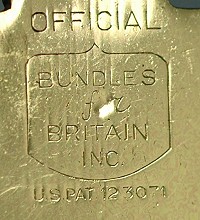 OFFICIAL
BUNDLES
for
BRITAIN
INC.
U.S. PAT 123071